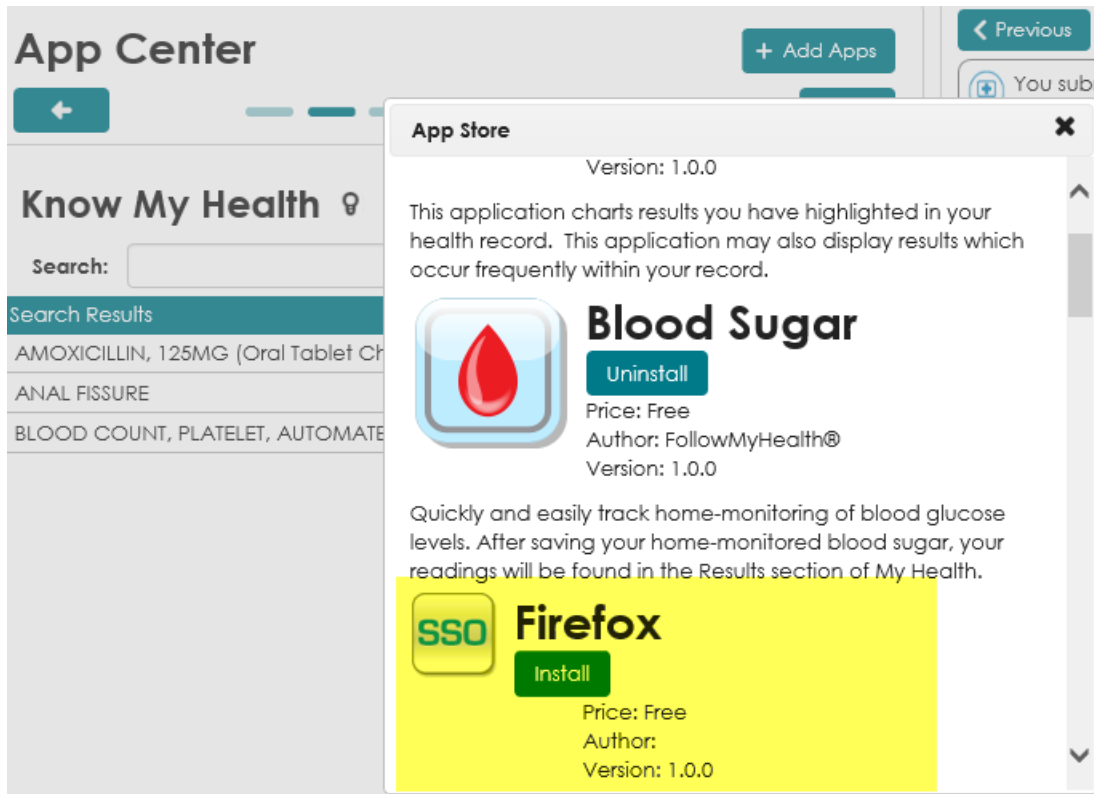 App Center
+ Add Apps
Previous
You sub
Know My Health
Search:
Search Results
AMOXICILLIN, 125MG (Oral Tablet Ch
ANAL FISSURE
BLOOD COUNT, PLATELET, AUTOMATE
App Store
Version: 1.0.0
This application charts results you have highlighted in your
health record. This application may also display results which
occur frequently within your record.
Blood Sugar
Uninstall
Price: Free
Author: FollowMyHealth®
Version: 1.0.0
Quickly and easily track home-monitoring of blood glucose
levels. After saving your home-monitored blood sugar, your
readings will be found in the Results section of My Health.
SSO
Firefox
Install
Price: Free
Author:
Version: 1.0.0